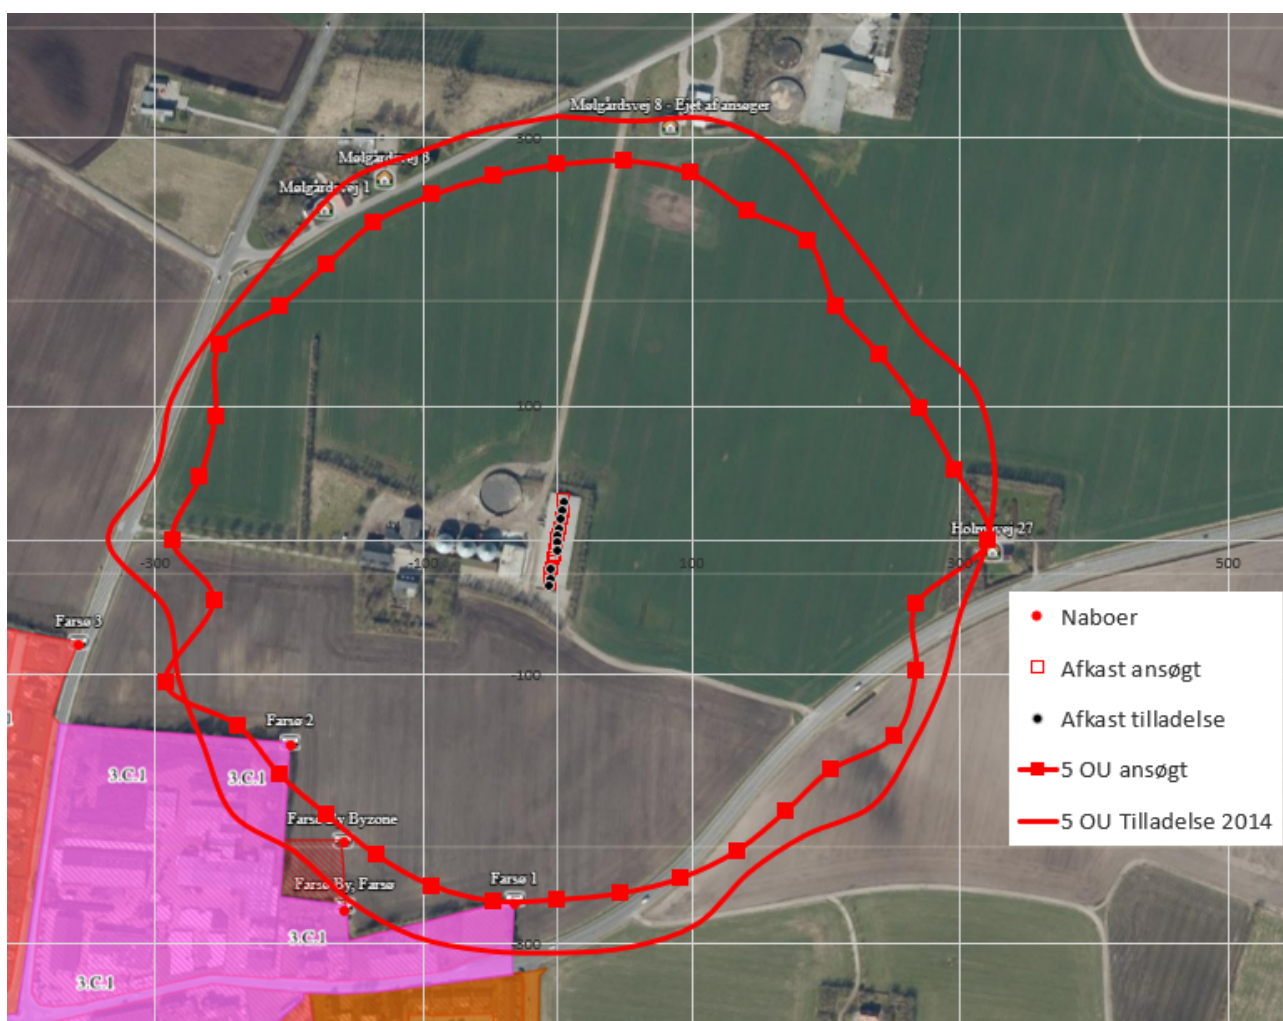 Mølgårdsvej 8 - Ejet af ansøger
300
Mølgårdsvej 3
Mølgårdsvej 1
100
Holmevej 27
-300
-100
100
300
500
Farsø 3
-100
Farsø 2
3.C.1
3.C.1
Farsø By Byzone
Farsø 1
Farsø By, Farsø
3.C.1
-300
3.C.1
Naboer
Afkast ansøgt
Afkast tilladelse
5 OU ansøgt
5 OU Tilladelse 2014